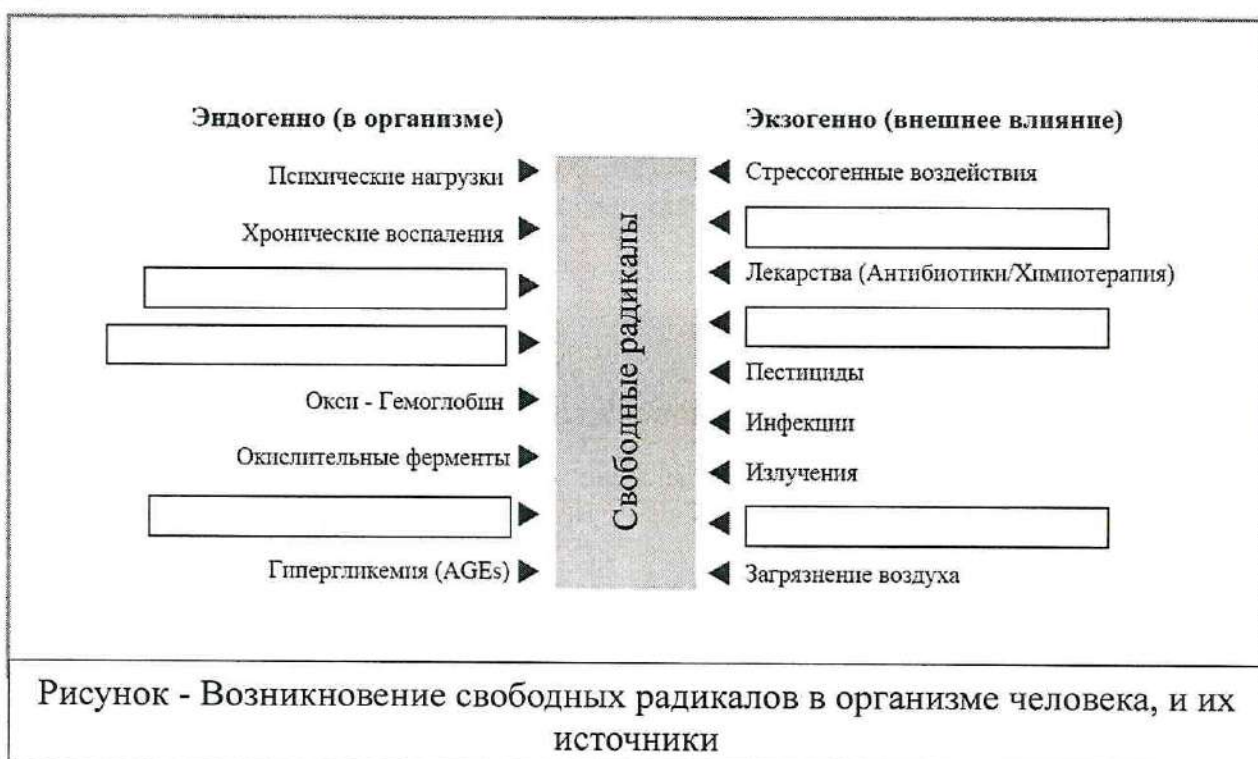 Эндогенно (в организме)
Психические нагрузки
Хронические воспаления
Окси - Гемоглобин
Окислительные ферменты
Гипергликемия (AGEs)
Свободные радикалы
Экзогенно (внешнее влияние)
Стрессогенные воздействия
Лекарства (Антибиотики/Химиотерапия)
Пестициды
Инфекции
Излучения
Загрязнение воздуха
Рисунок - Возникновение свободных радикалов в организме человека, и их
источники